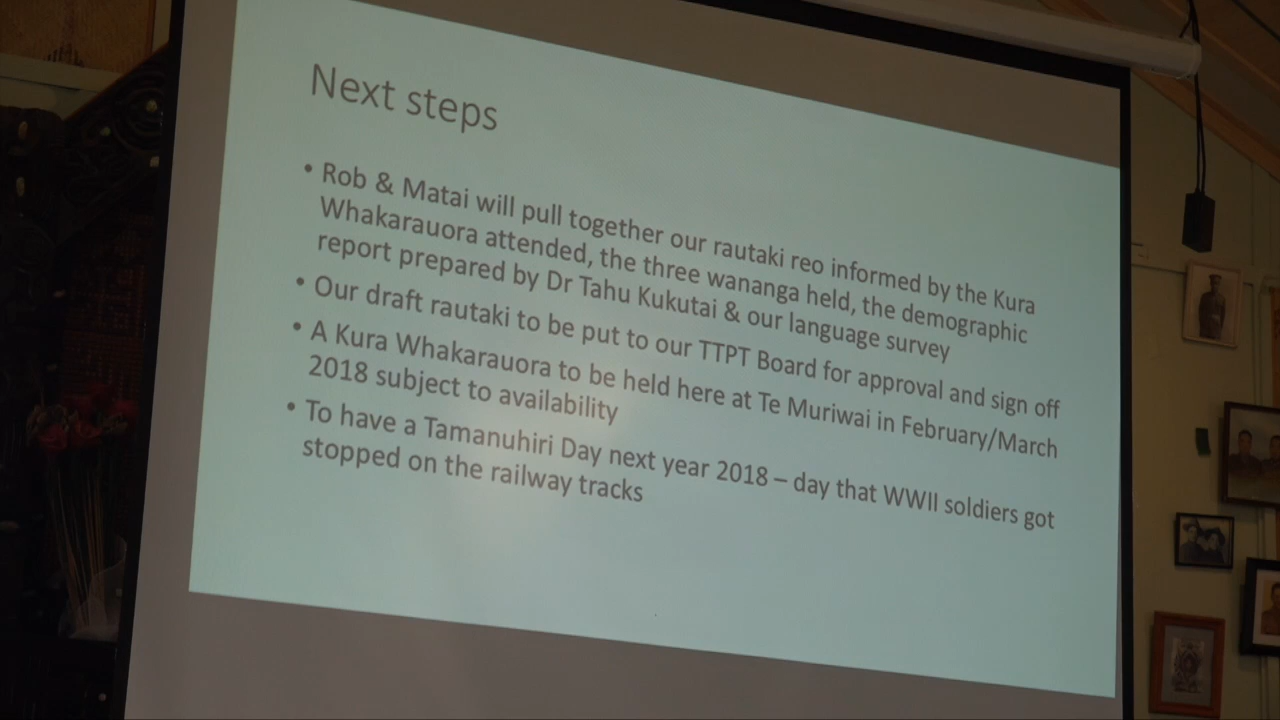 Next steps
• Rob & Matai will pull together our rautaki reo informed by the Kura
Whakarauora attended, the three wananga held, the demographic
report prepared by Dr Tahu Kukutai & our language survey
• Our draft rautaki to be put to our TTPT Board for approval and sign off
• A Kura Whakarauora to be held here at Te Muriwai in February/March
2018 subject to availability
• To have a Tamanuhiri Day next year 2018 – day that WWII soldiers got
stopped on the railway tracks